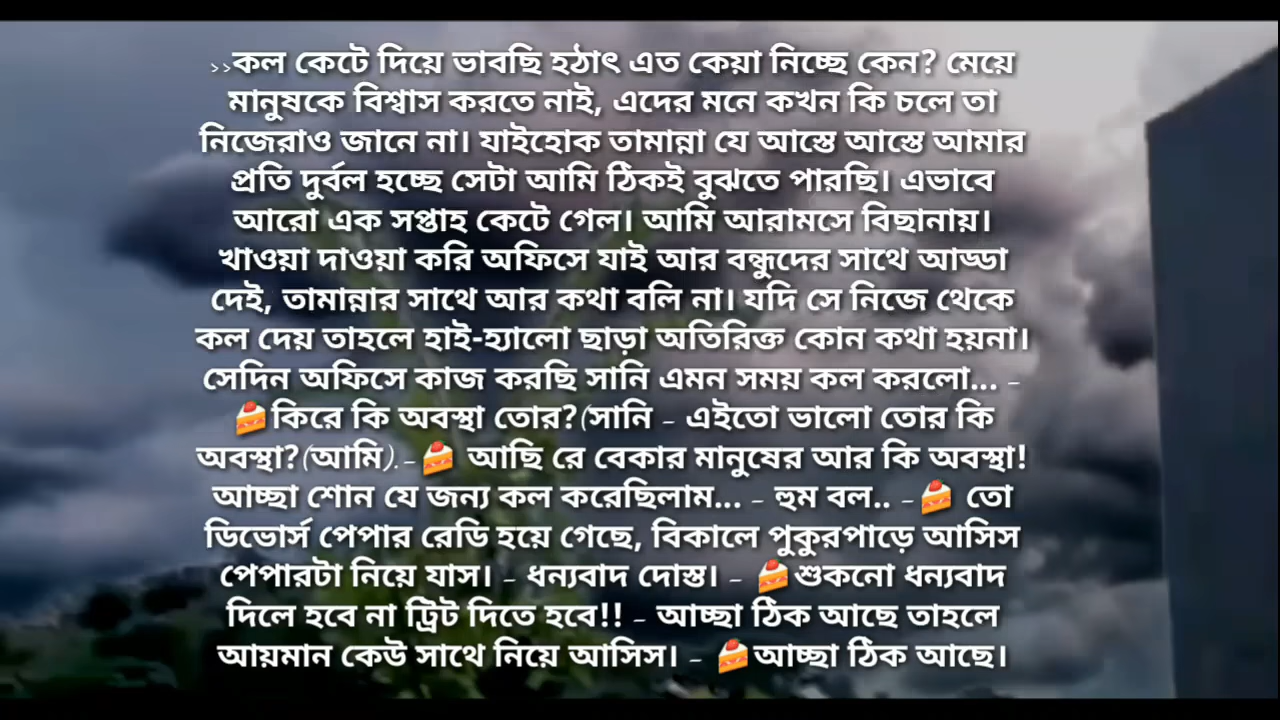 >>কল কেটে দিয়ে ভাবছি হঠাৎ এত কেয়া নিচ্ছে কেন? মেয়ে
মানুষকে বিশ্বাস করতে নাই, এদের মনে কখন কি চলে তা
নিজেরাও জানে না। যাইহোক তামান্না যে আস্তে আস্তে আমার
প্রতি দুর্বল হচ্ছে সেটা আমি ঠিকই বুঝতে পারছি। এভাবে
আরো এক সপ্তাহ কেটে গেল। আমি আরামসে বিছানায়।
খাওয়া দাওয়া করি অফিসে যাই আর বন্ধুদের সাথে আড্ডা
দেই, তামান্নার সাথে আর কথা বলি না। যদি সে নিজে থেকে
কল দেয় তাহলে হাই-হ্যালো ছাড়া অতিরিক্ত কোন কথা হয়না।
সেদিন অফিসে কাজ করছি সানি এমন সময় কল করলো... -
🍰কিরে কি অবস্থা তোর?(সানি - এইতো ভালো তোর কি
অবস্থা?(আমি).-🍰 আছি রে বেকার মানুষের আর কি অবস্থা!
আচ্ছা শোন যে জন্য কল করেছিলাম... - হুম বল.. -🍰 তো
ডিভোর্স পেপার রেডি হয়ে গেছে, বিকালে পুকুরপাড়ে আসিস
পেপারটা নিয়ে যাস। - ধন্যবাদ দোস্ত। - 🍰শুকনো ধন্যবাদ
দিলে হবে না ট্রিট দিতে হবে!! - আচ্ছা ঠিক আছে তাহলে
আয়মান কেউ সাথে নিয়ে আসিস। - 🍰আচ্ছা ঠিক আছে।